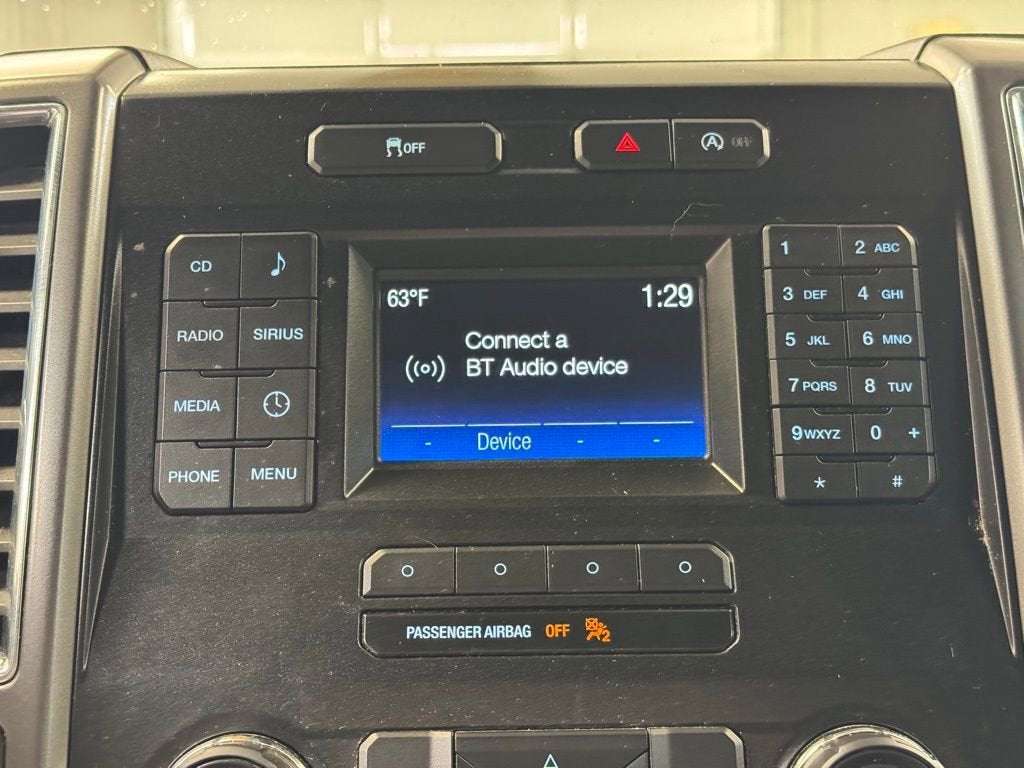 OFF
A OFF
CD
RADIO SIRIUS
MEDIA
PHONE MENU
63°F 1:29
Connect a
BT Audio device
- Device - -
1 2 ABC
3 DEF 4 GHI
5 JKL 6 MNO
7 PQRS 8 TUV
9 WXYZ 0 +
* #
PASSENGER AIRBAG OFF 2